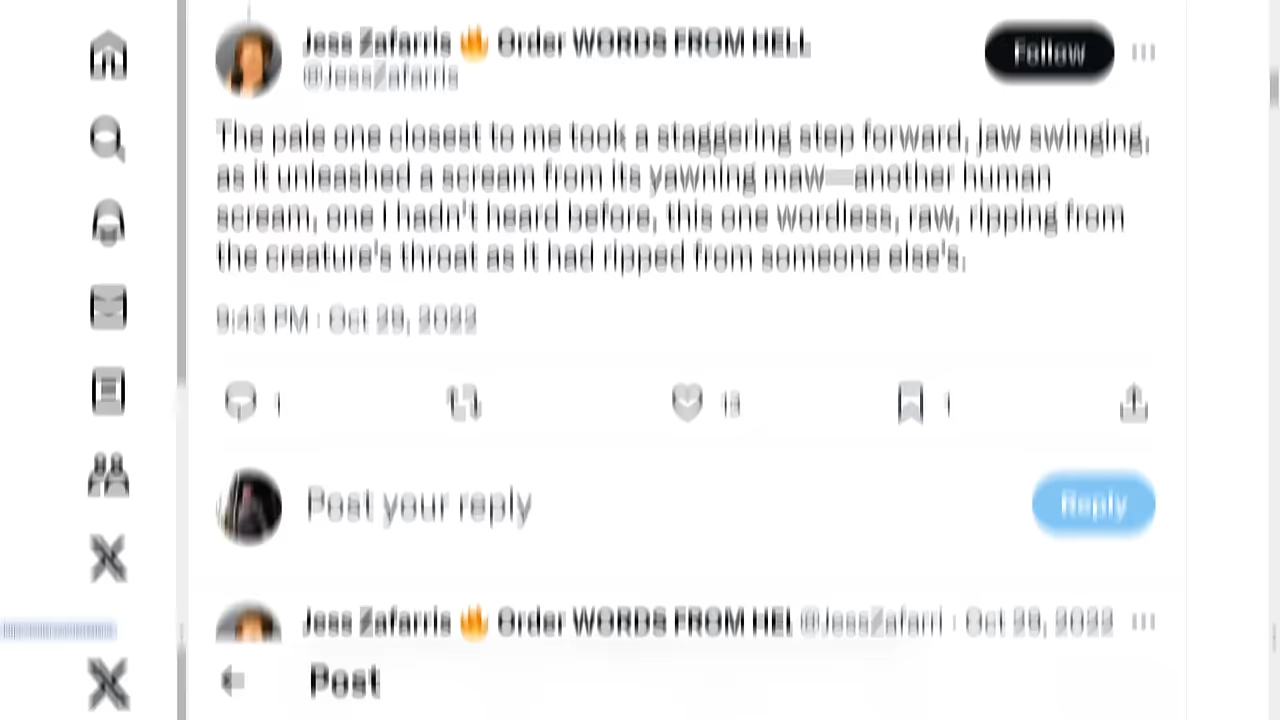 Jess Zafarris 🔥 Order WORDS FROM HELL
@JessZafarris
Follow
The pale one closest to me took a staggering step forward, jaw swinging,
as it unleashed a scream from its yawning maw—another human
scream, one I hadn't heard before, this one wordless, raw, ripping from
the creature's throat as it had ripped from someone else's.
9:43 PM · Oct 29, 2022
1
13
1
Post your reply
Reply
Jess Zafarris 🔥 Order WORDS FROM HEL @JessZafarri · Oct 29, 2022
Post